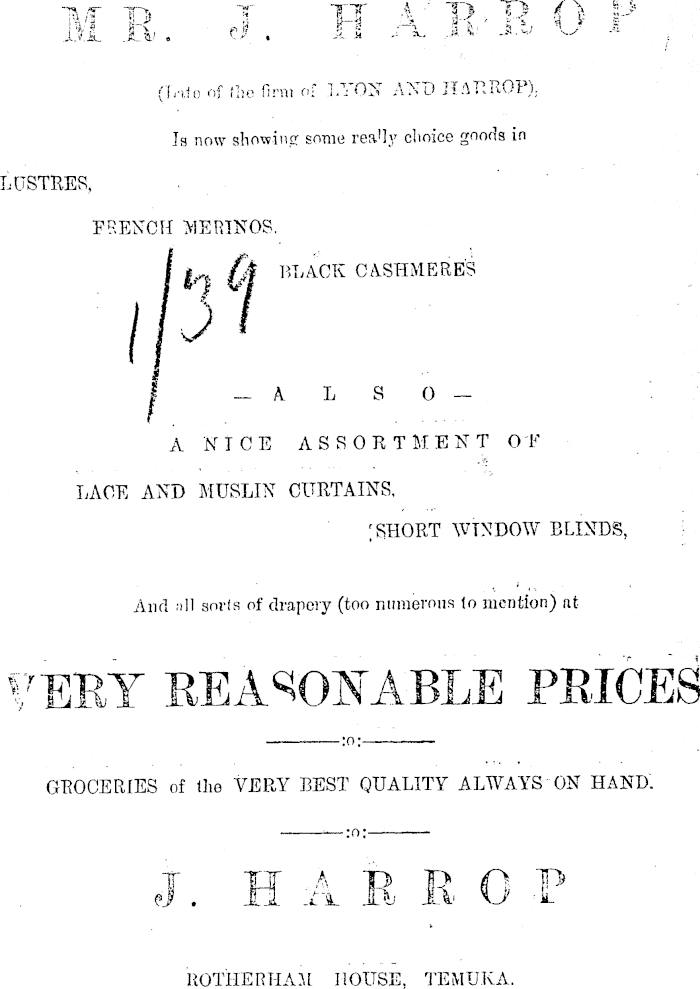 MR. J. HARROP
(Late of the firm of LYON AND HARROP),
Is now showing some really choice goods in
LUSTRES,
FRENCH MERINOS.
BLACK CASHMERES
1/39
— ALSO —
A NICE ASSORTMENT OF
LACE AND MUSLIN CURTAINS,
SHORT WINDOW BLINDS,
And all sorts of drapery (too numerous to mention) at
VERY REASONABLE PRICES
———:o:———
GROCERIES of the VERY BEST QUALITY ALWAYS ON HAND.
———:o:———
J. HARROP
ROTHERHAM HOUSE, TEMUKA.